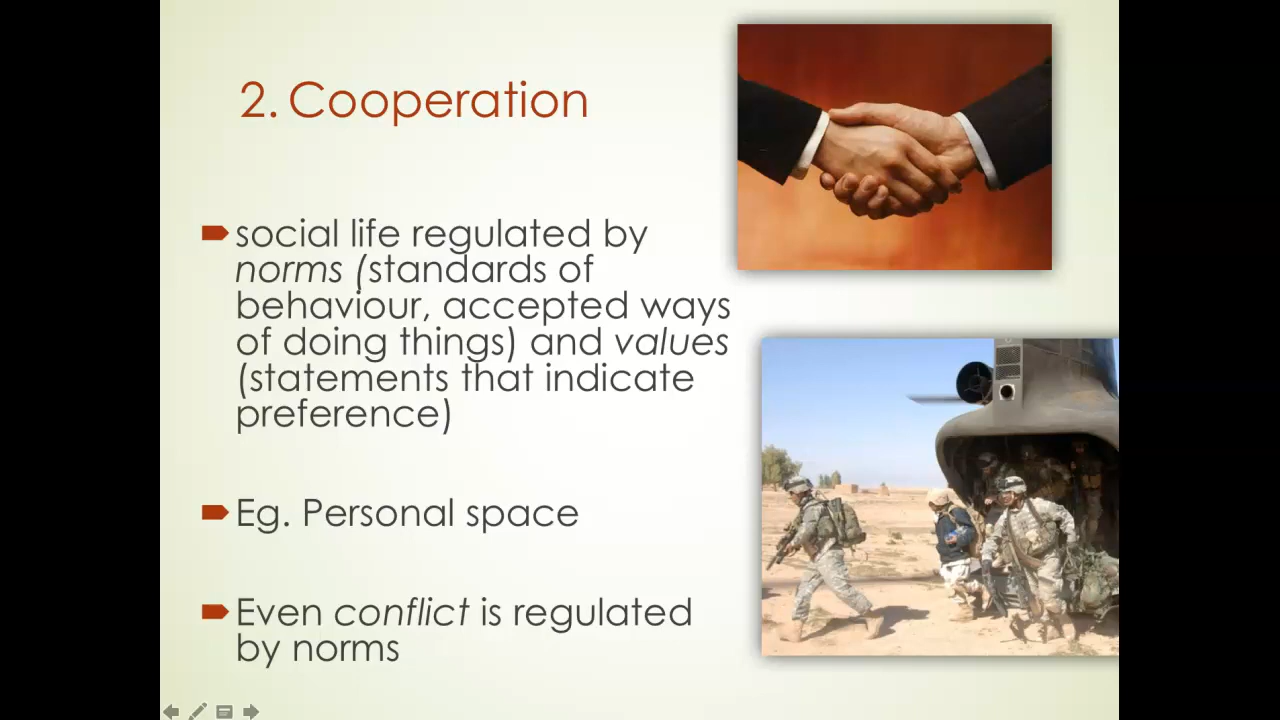 2. Cooperation
social life regulated by
norms (standards of
behaviour, accepted ways
of doing things) and values
(statements that indicate
preference)
Eg. Personal space
Even conflict is regulated
by norms